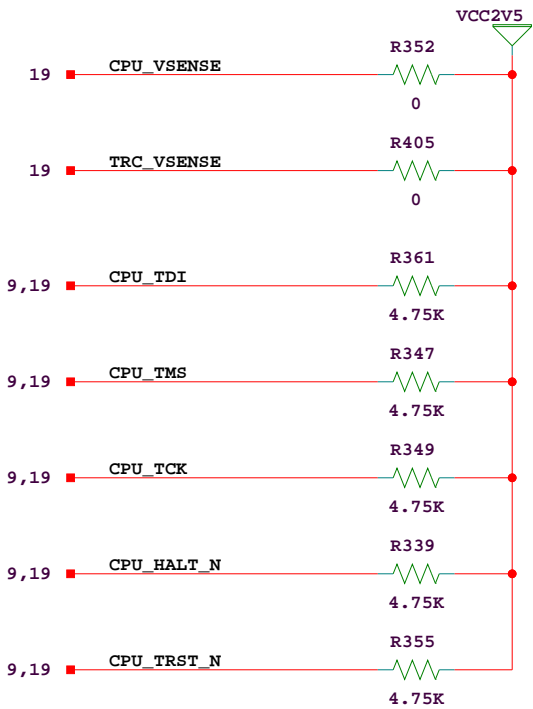 VCC2V5
R352
19 CPU_VSENSE
0
R405
19 TRC_VSENSE
0
R361
9,19 CPU_TDI
4.75K
R347
9,19 CPU_TMS
4.75K
R349
9,19 CPU_TCK
4.75K
R339
9,19 CPU_HALT_N
4.75K
R355
9,19 CPU_TRST_N
4.75K